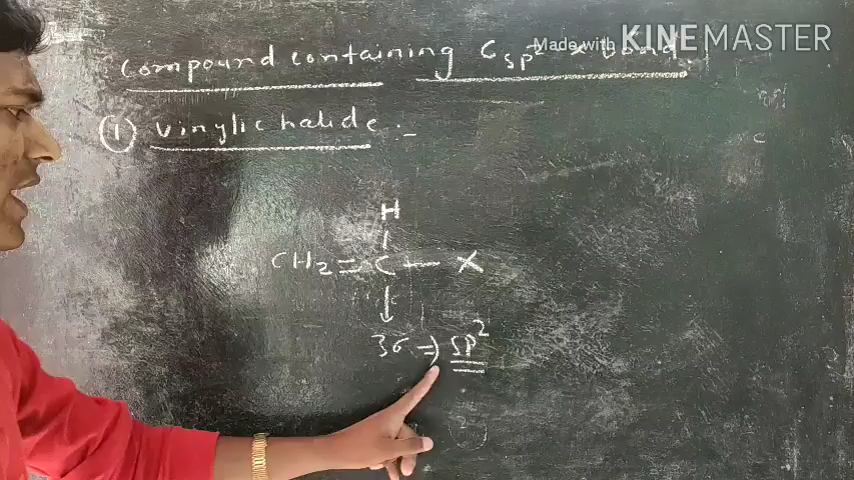 Made with KINEMASTER
Compound containing Csp² - X bond.
① vinylic halide :-
H
CH₂ = C — X
↓
3σ ⇒ sp²